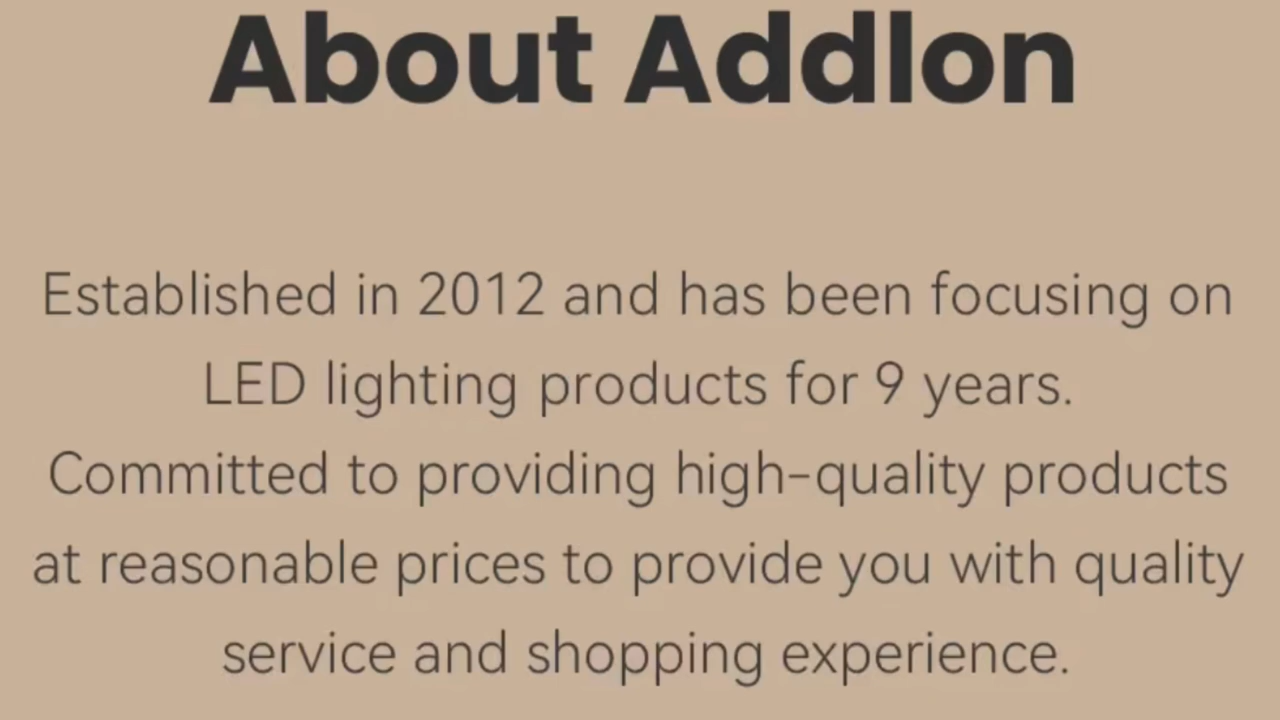 About Addlon
Established in 2012 and has been focusing on
LED lighting products for 9 years.
Committed to providing high-quality products
at reasonable prices to provide you with quality
service and shopping experience.